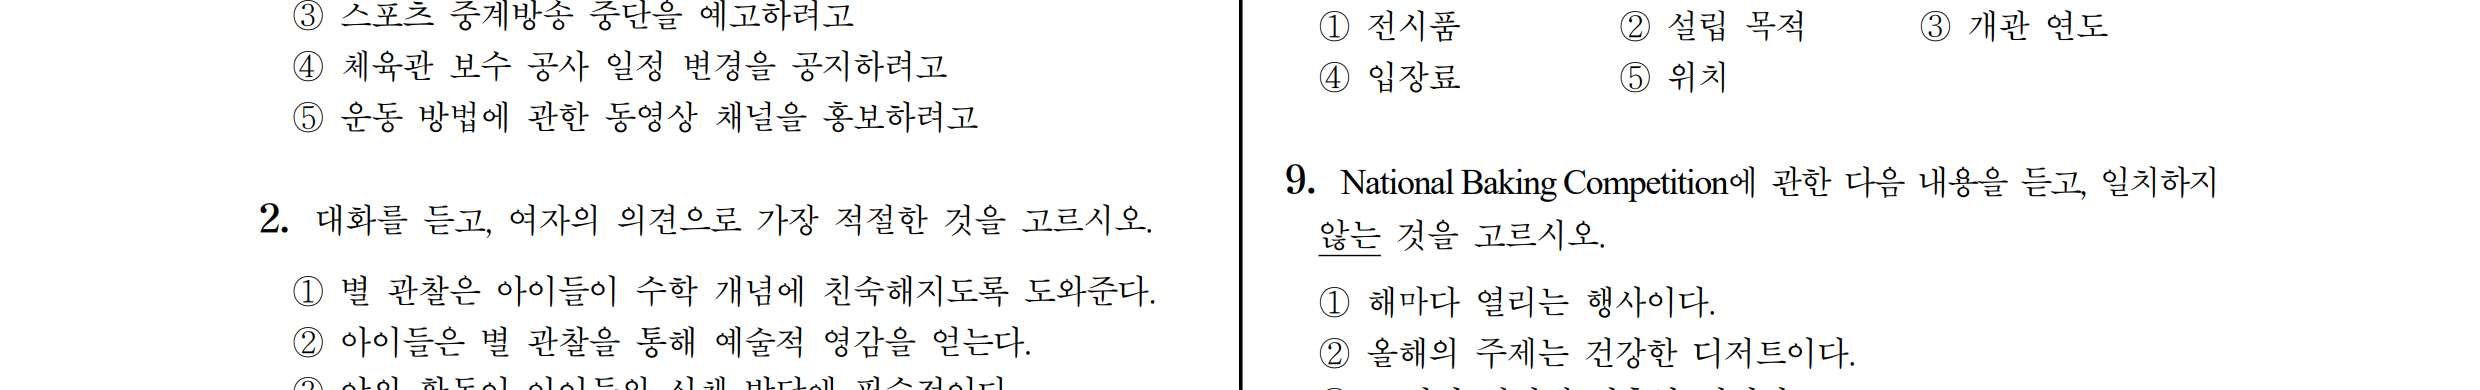 ③ 스포츠 중계방송 중단을 예고하려고
④ 체육관 보수 공사 일정 변경을 공지하려고
⑤ 운동 방법에 관한 동영상 채널을 홍보하려고
2. 대화를 듣고, 여자의 의견으로 가장 적절한 것을 고르시오.
① 별 관찰은 아이들이 수학 개념에 친숙해지도록 도와준다.
② 아이들은 별 관찰을 통해 예술적 영감을 얻는다.
① 전시품 ② 설립 목적 ③ 개관 연도
④ 입장료 ⑤ 위치
9. National Baking Competition에 관한 다음 내용을 듣고, 일치하지
않는 것을 고르시오.
① 해마다 열리는 행사이다.
② 올해의 주제는 건강한 디저트이다.